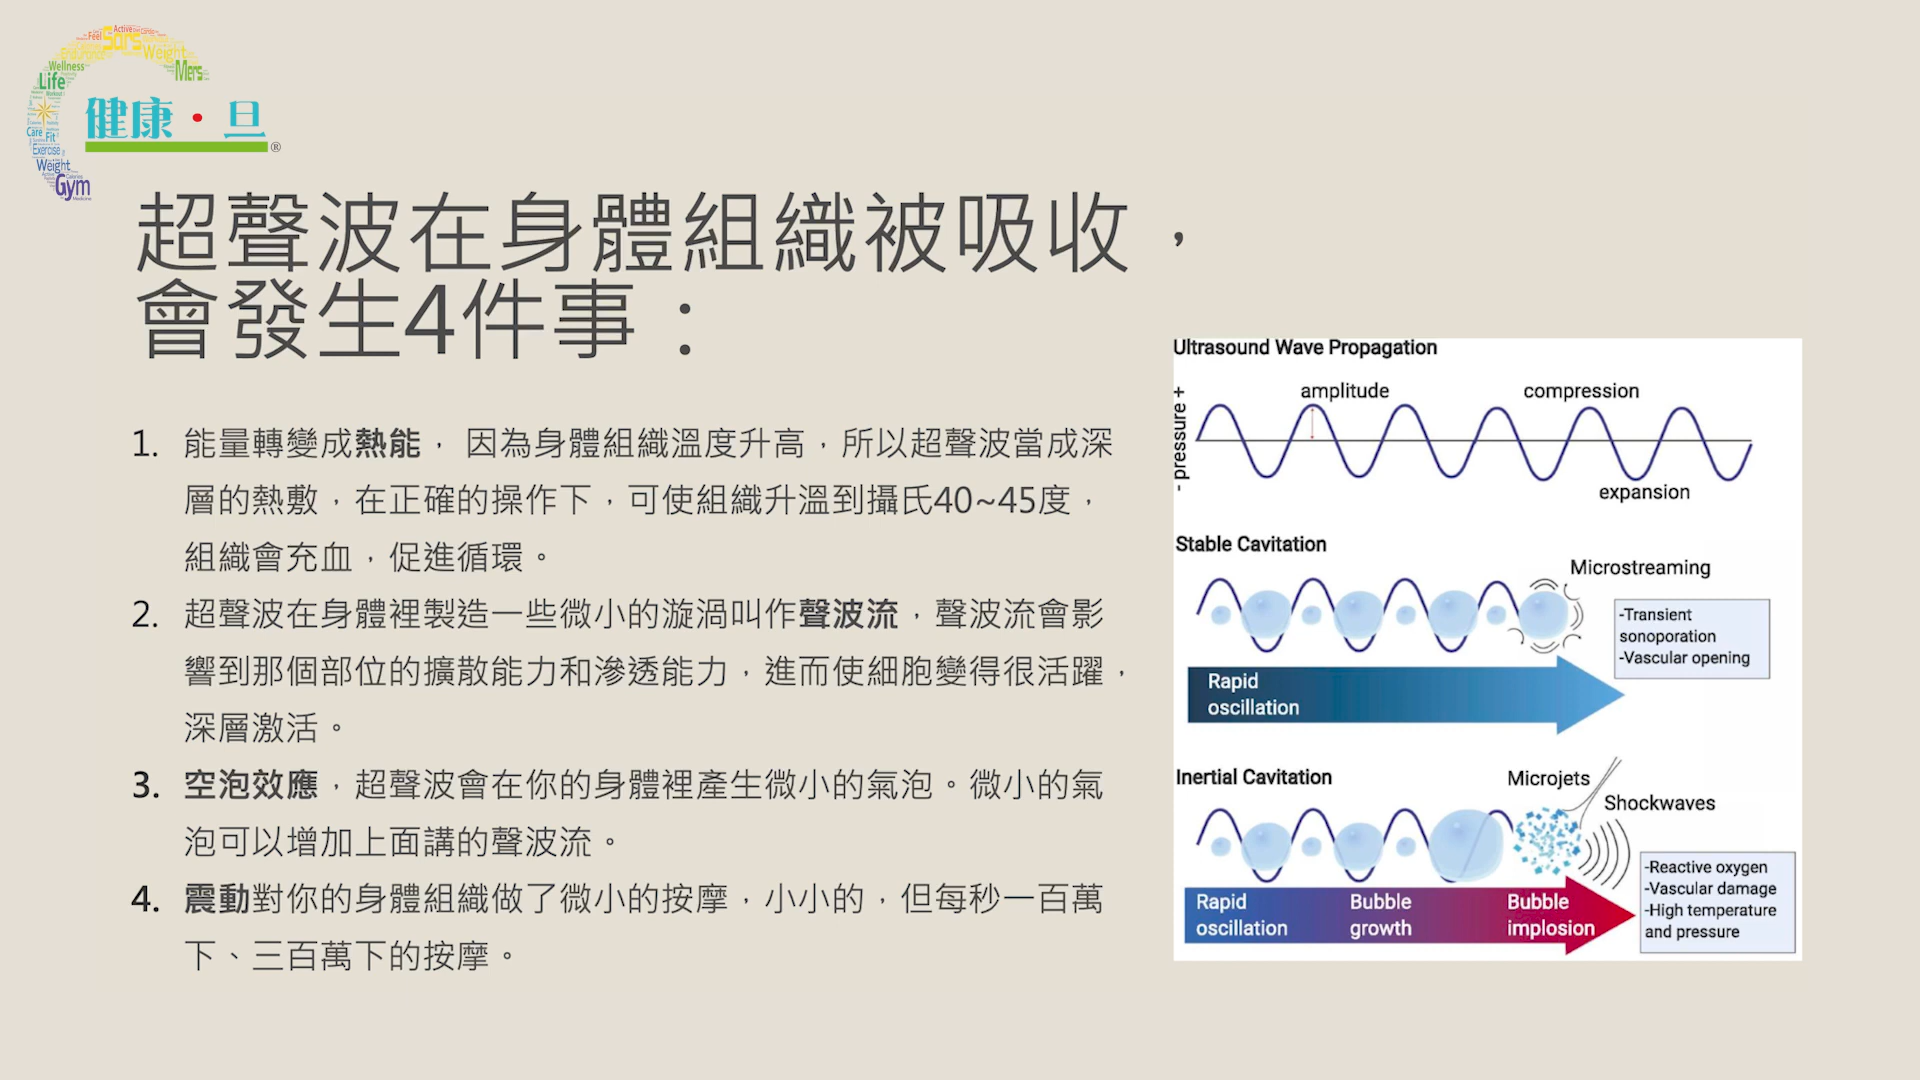 Feel
Active
Sars
Weight
Mers
Wellness
Life
Care
Fit
Exercise
Weight
Gym
健康・旦
®
超聲波在身體組織被吸收，
會發生4件事：
1. 能量轉變成熱能， 因為身體組織溫度升高，所以超聲波當成深
層的熱敷，在正確的操作下，可使組織升溫到攝氏40~45度，
組織會充血，促進循環。
2. 超聲波在身體裡製造一些微小的漩渦叫作聲波流，聲波流會影
響到那個部位的擴散能力和滲透能力，進而使細胞變得很活躍，
深層激活。
3. 空泡效應，超聲波會在你的身體裡產生微小的氣泡。微小的氣
泡可以增加上面講的聲波流。
4. 震動對你的身體組織做了微小的按摩，小小的，但每秒一百萬
下、三百萬下的按摩。
Ultrasound Wave Propagation
- pressure +
amplitude
compression
expansion
Stable Cavitation
Microstreaming
-Transient
sonoporation
-Vascular opening
Rapid
oscillation
Inertial Cavitation
Microjets
Shockwaves
-Reactive oxygen
-Vascular damage
-High temperature
and pressure
Rapid
oscillation
Bubble
growth
Bubble
implosion